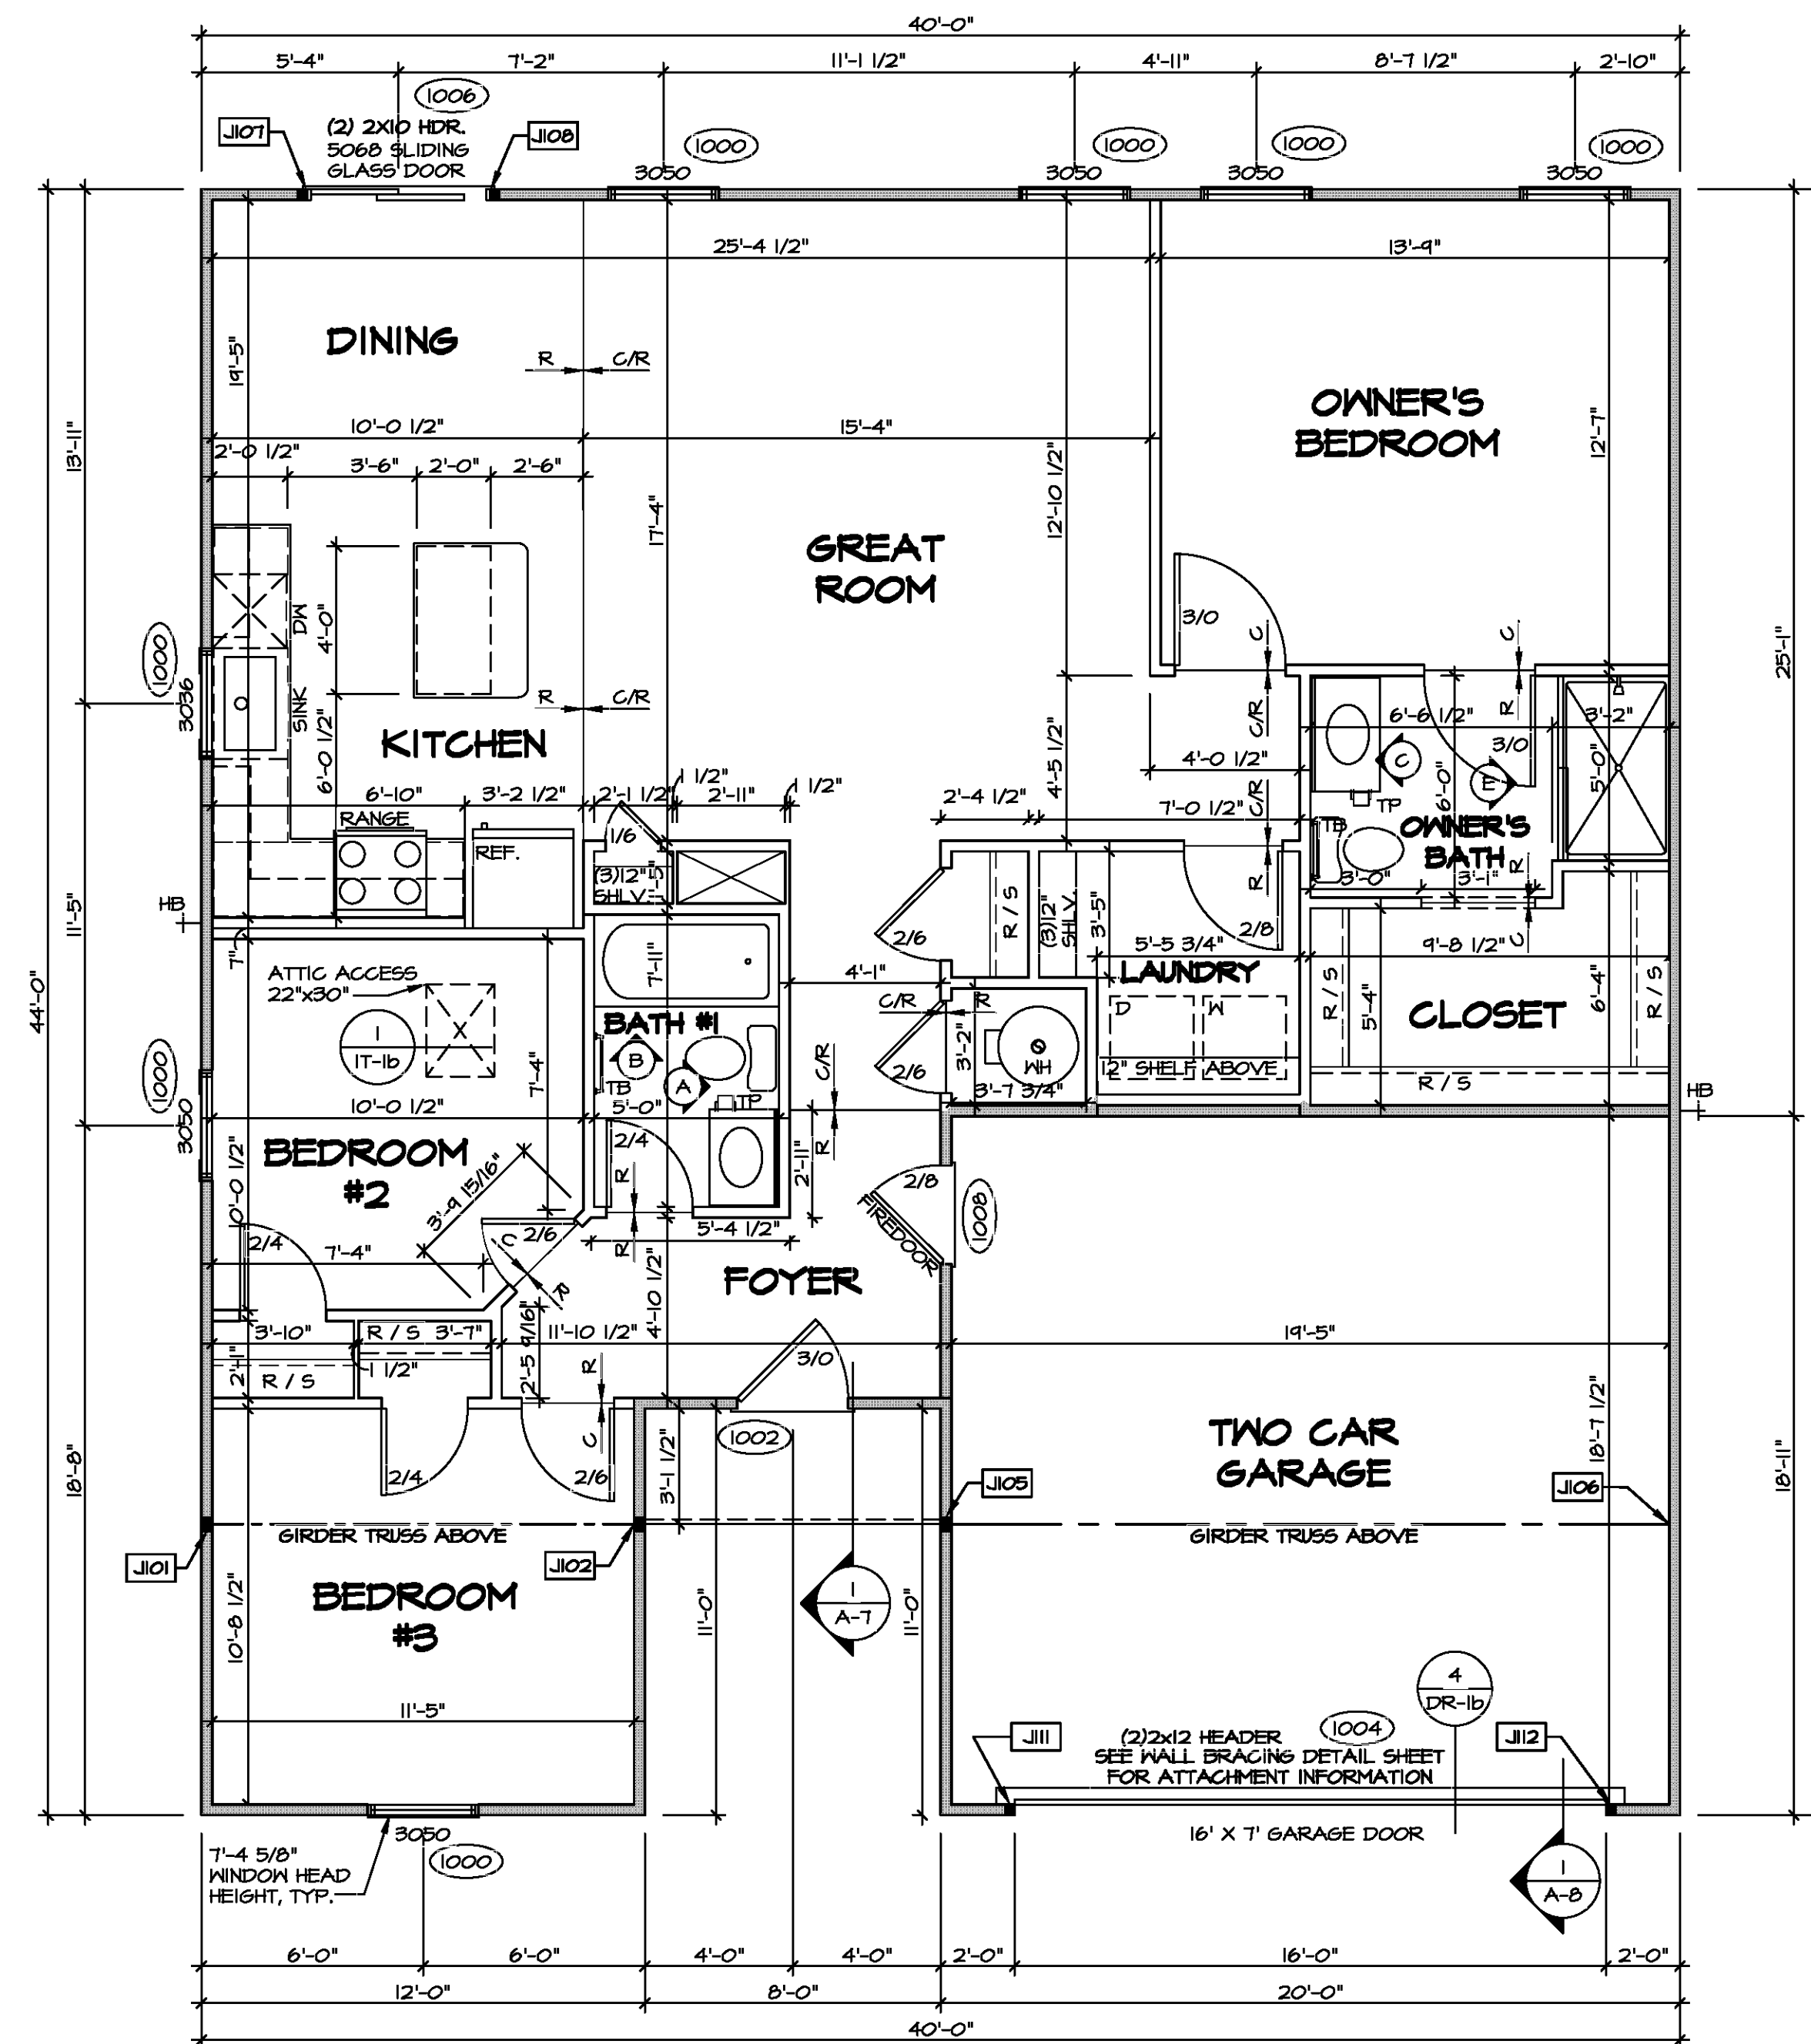 40'-0"
5'-4"
7'-2"
11'-1 1/2"
4'-11"
8'-7 1/2"
2'-10"
1006
J107
(2) 2X10 HDR.
5068 SLIDING
GLASS DOOR
J108
1000
1000
1000
1000
3050
3050
3050
3050
25'-4 1/2"
13'-9"
19'-5"
DINING
R
C/R
OWNER'S
BEDROOM
12'-7"
13'-11"
10'-0 1/2"
15'-4"
2'-0 1/2"
3'-6"
2'-0"
2'-6"
17'-4"
12'-10 1/2"
GREAT
ROOM
DW
4'-0"
3/0
C
C
25'-1"
1000
3036
SINK
6'-0 1/2"
R
C/R
KITCHEN
C/R
R
6'-6 1/2"
3'-2"
4'-5 1/2"
4'-0 1/2"
C
3/0
E
6'-0"
5'-0"
6'-10"
3'-2 1/2"
2'-1 1/2"
1 1/2"
2'-11"
1 1/2"
2'-4 1/2"
7'-0 1/2"
C/R
TP
RANGE
1/6
TB
OWNER'S
BATH
REF.
(3)12"
SHLV.
R
R
3'-0"
3'-1"
HB
11'-5"
R / S
(3)12"
SHLV.
3'-5"
2/6
2/8
5'-5 3/4"
9'-8 1/2"
C
7"
7'-11"
4'-1"
LAUNDRY
ATTIC ACCESS
22"x30"
X
1
IT-1b
BATH #1
C/R
R
D
W
R / S
5'-4"
CLOSET
6'-4"
R / S
44'-0"
1000
3050
7'-4"
B
A
TB
TP
C/R
2/6
3'-2"
WH
3'-7 3/4"
12" SHELF ABOVE
R / S
HB
10'-0 1/2"
5'-0"
2/4
R
R
2'-11"
BEDROOM
#2
10'-0 1/2"
3'-9 15/16"
2/8
FIREDOOR
1008
2/4
7'-4"
C
2/6
R
R
5'-4 1/2"
4'-10 1/2"
FOYER
3'-10"
R / S
3'-7"
2'-5 9/16"
11'-10 1/2"
19'-5"
2'-1"
R / S
1 1/2"
R
3/0
18'-7 1/2"
1002
C
2/4
2/6
3'-1 1/2"
TWO CAR
GARAGE
18'-8"
18'-11"
J105
J106
GIRDER TRUSS ABOVE
GIRDER TRUSS ABOVE
J101
J102
BEDROOM
#3
10'-8 1/2"
11'-0"
11'-0"
1
A-7
4
DR-1b
11'-5"
J111
(2)2x12 HEADER
1004
J112
SEE WALL BRACING DETAIL SHEET
FOR ATTACHMENT INFORMATION
3050
1000
16' X 7' GARAGE DOOR
7'-4 5/8"
WINDOW HEAD
HEIGHT, TYP.
1
A-8
6'-0"
6'-0"
4'-0"
4'-0"
2'-0"
16'-0"
2'-0"
12'-0"
8'-0"
20'-0"
40'-0"